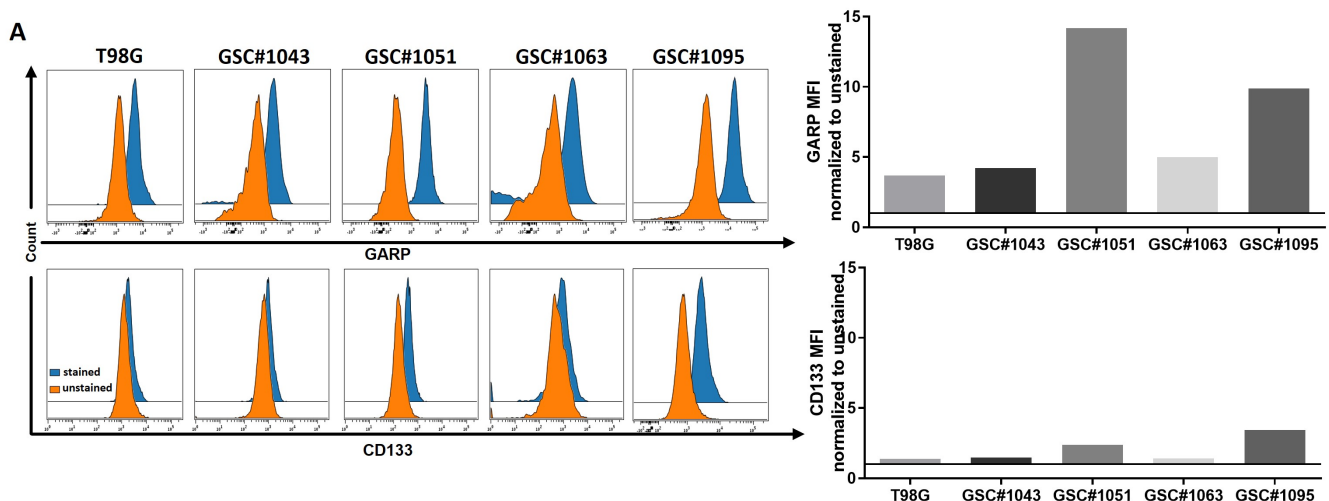 A
T98G GSC#1043 GSC#1051 GSC#1063 GSC#1095
Count
GARP
stained
unstained
CD133
GARP MFI
normalized to unstained
15
10
5
0
T98G GSC#1043 GSC#1051 GSC#1063 GSC#1095
CD133 MFI
normalized to unstained
15
10
5
0
T98G GSC#1043 GSC#1051 GSC#1063 GSC#1095